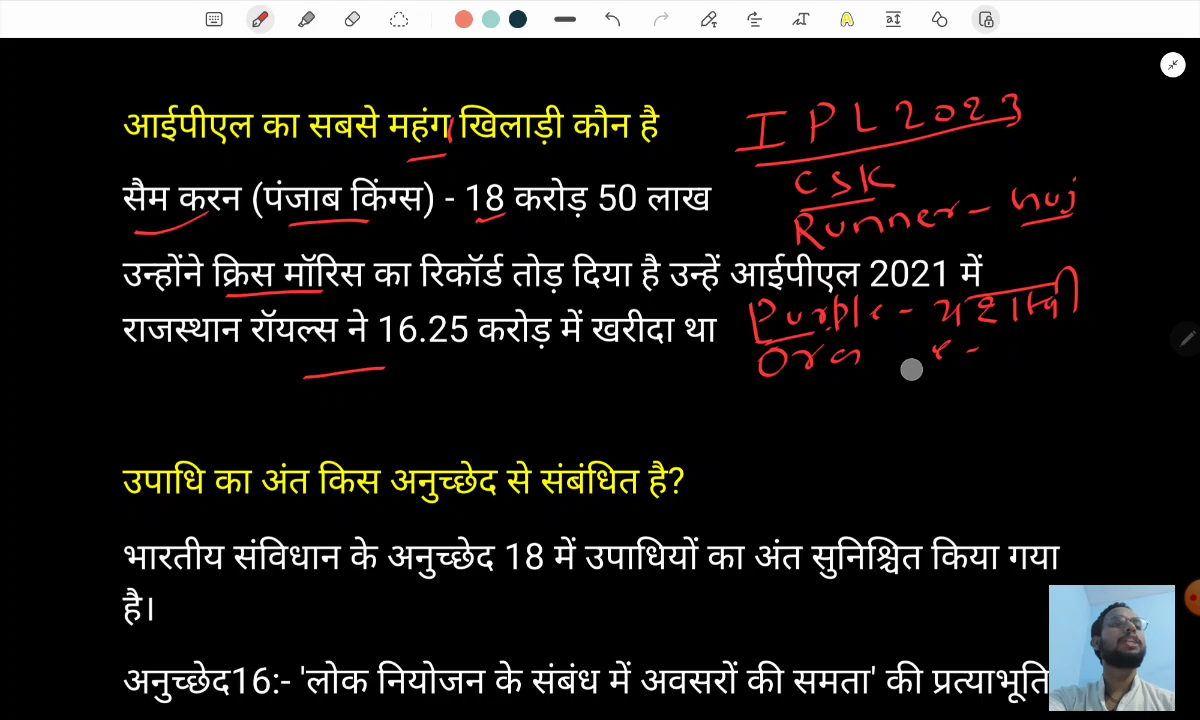 आईपीएल का सबसे महंगा खिलाड़ी कौन है
IPL 2023
सैम करन (पंजाब किंग्स) - 18 करोड़ 50 लाख
CSK
Runner - guj
उन्होंने क्रिस मॉरिस का रिकॉर्ड तोड़ दिया है उन्हें आईपीएल 2021 में
राजस्थान रॉयल्स ने 16.25 करोड़ में खरीदा था
Purple -
उपाधि का अंत किस अनुच्छेद से संबंधित है?
भारतीय संविधान के अनुच्छेद 18 में उपाधियों का अंत सुनिश्चित किया गया
है।
अनुच्छेद16:- 'लोक नियोजन के संबंध में अवसरों की समता' की प्रत्याभूति